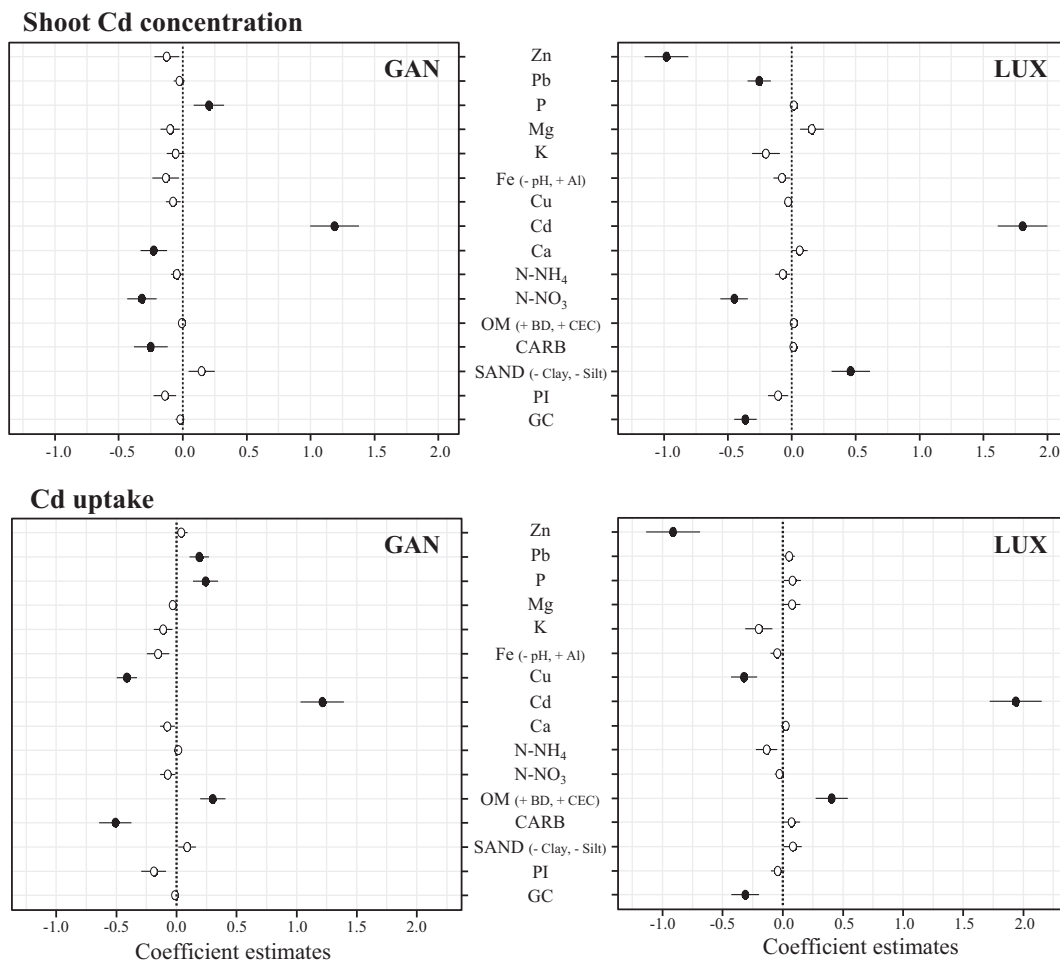 Shoot Cd concentration
GAN
LUX
Zn
Pb
P
Mg
K
Fe (- pH, + Al)
Cu
Cd
Ca
N-NH4
N-NO3
OM (+ BD, + CEC)
CARB
SAND (- Clay, - Silt)
PI
GC
-1.0 -0.5 0.0 0.5 1.0 1.5 2.0
-1.0 -0.5 0.0 0.5 1.0 1.5 2.0
Cd uptake
GAN
LUX
Zn
Pb
P
Mg
K
Fe (- pH, + Al)
Cu
Cd
Ca
N-NH4
N-NO3
OM (+ BD, + CEC)
CARB
SAND (- Clay, - Silt)
PI
GC
-1.0 -0.5 0.0 0.5 1.0 1.5 2.0
-1.0 -0.5 0.0 0.5 1.0 1.5 2.0
Coefficient estimates
Coefficient estimates